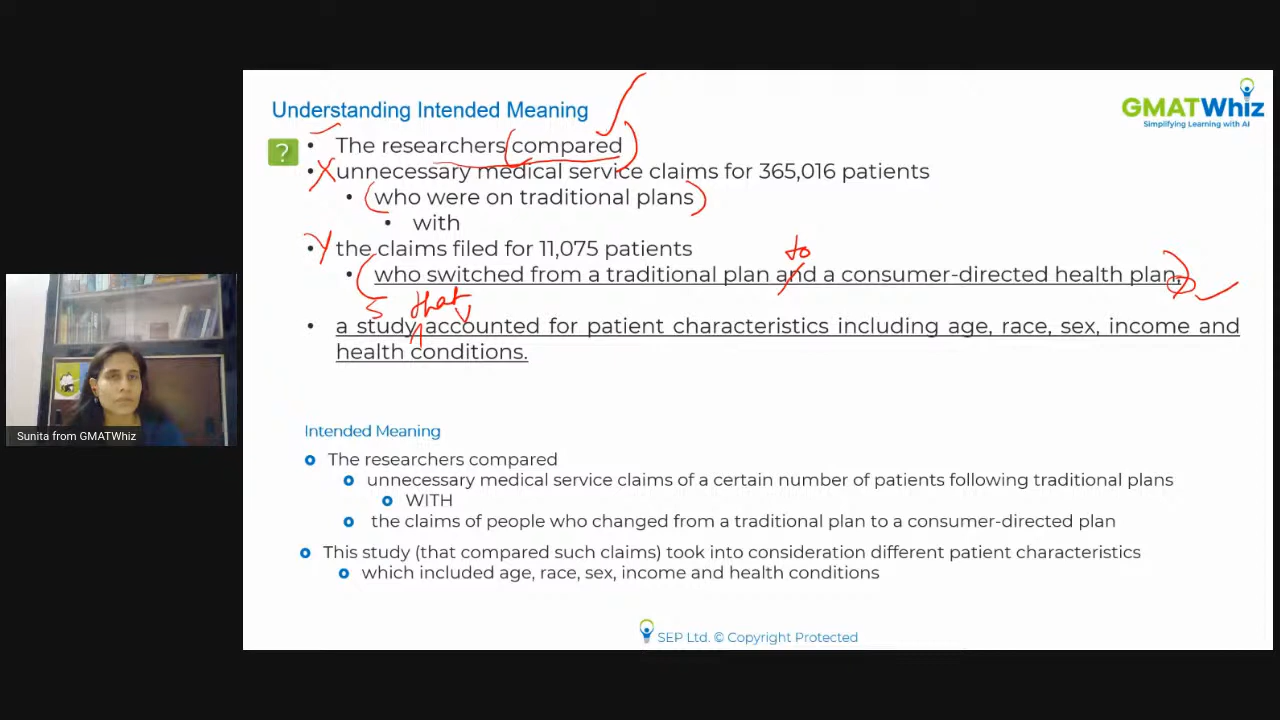 Understanding Intended Meaning
GMATWhiz
Simplifying Learning with AI
?
• The researchers compared
X
• unnecessary medical service claims for 365,016 patients
• who were on traditional plans
• with
Y
• the claims filed for 11,075 patients
to
• who switched from a traditional plan and a consumer-directed health plan,
S that V
• a study accounted for patient characteristics including age, race, sex, income and
health conditions.
Sunita from GMATWhiz
Intended Meaning
The researchers compared
unnecessary medical service claims of a certain number of patients following traditional plans
WITH
the claims of people who changed from a traditional plan to a consumer-directed plan
This study (that compared such claims) took into consideration different patient characteristics
which included age, race, sex, income and health conditions
SEP Ltd. © Copyright Protected